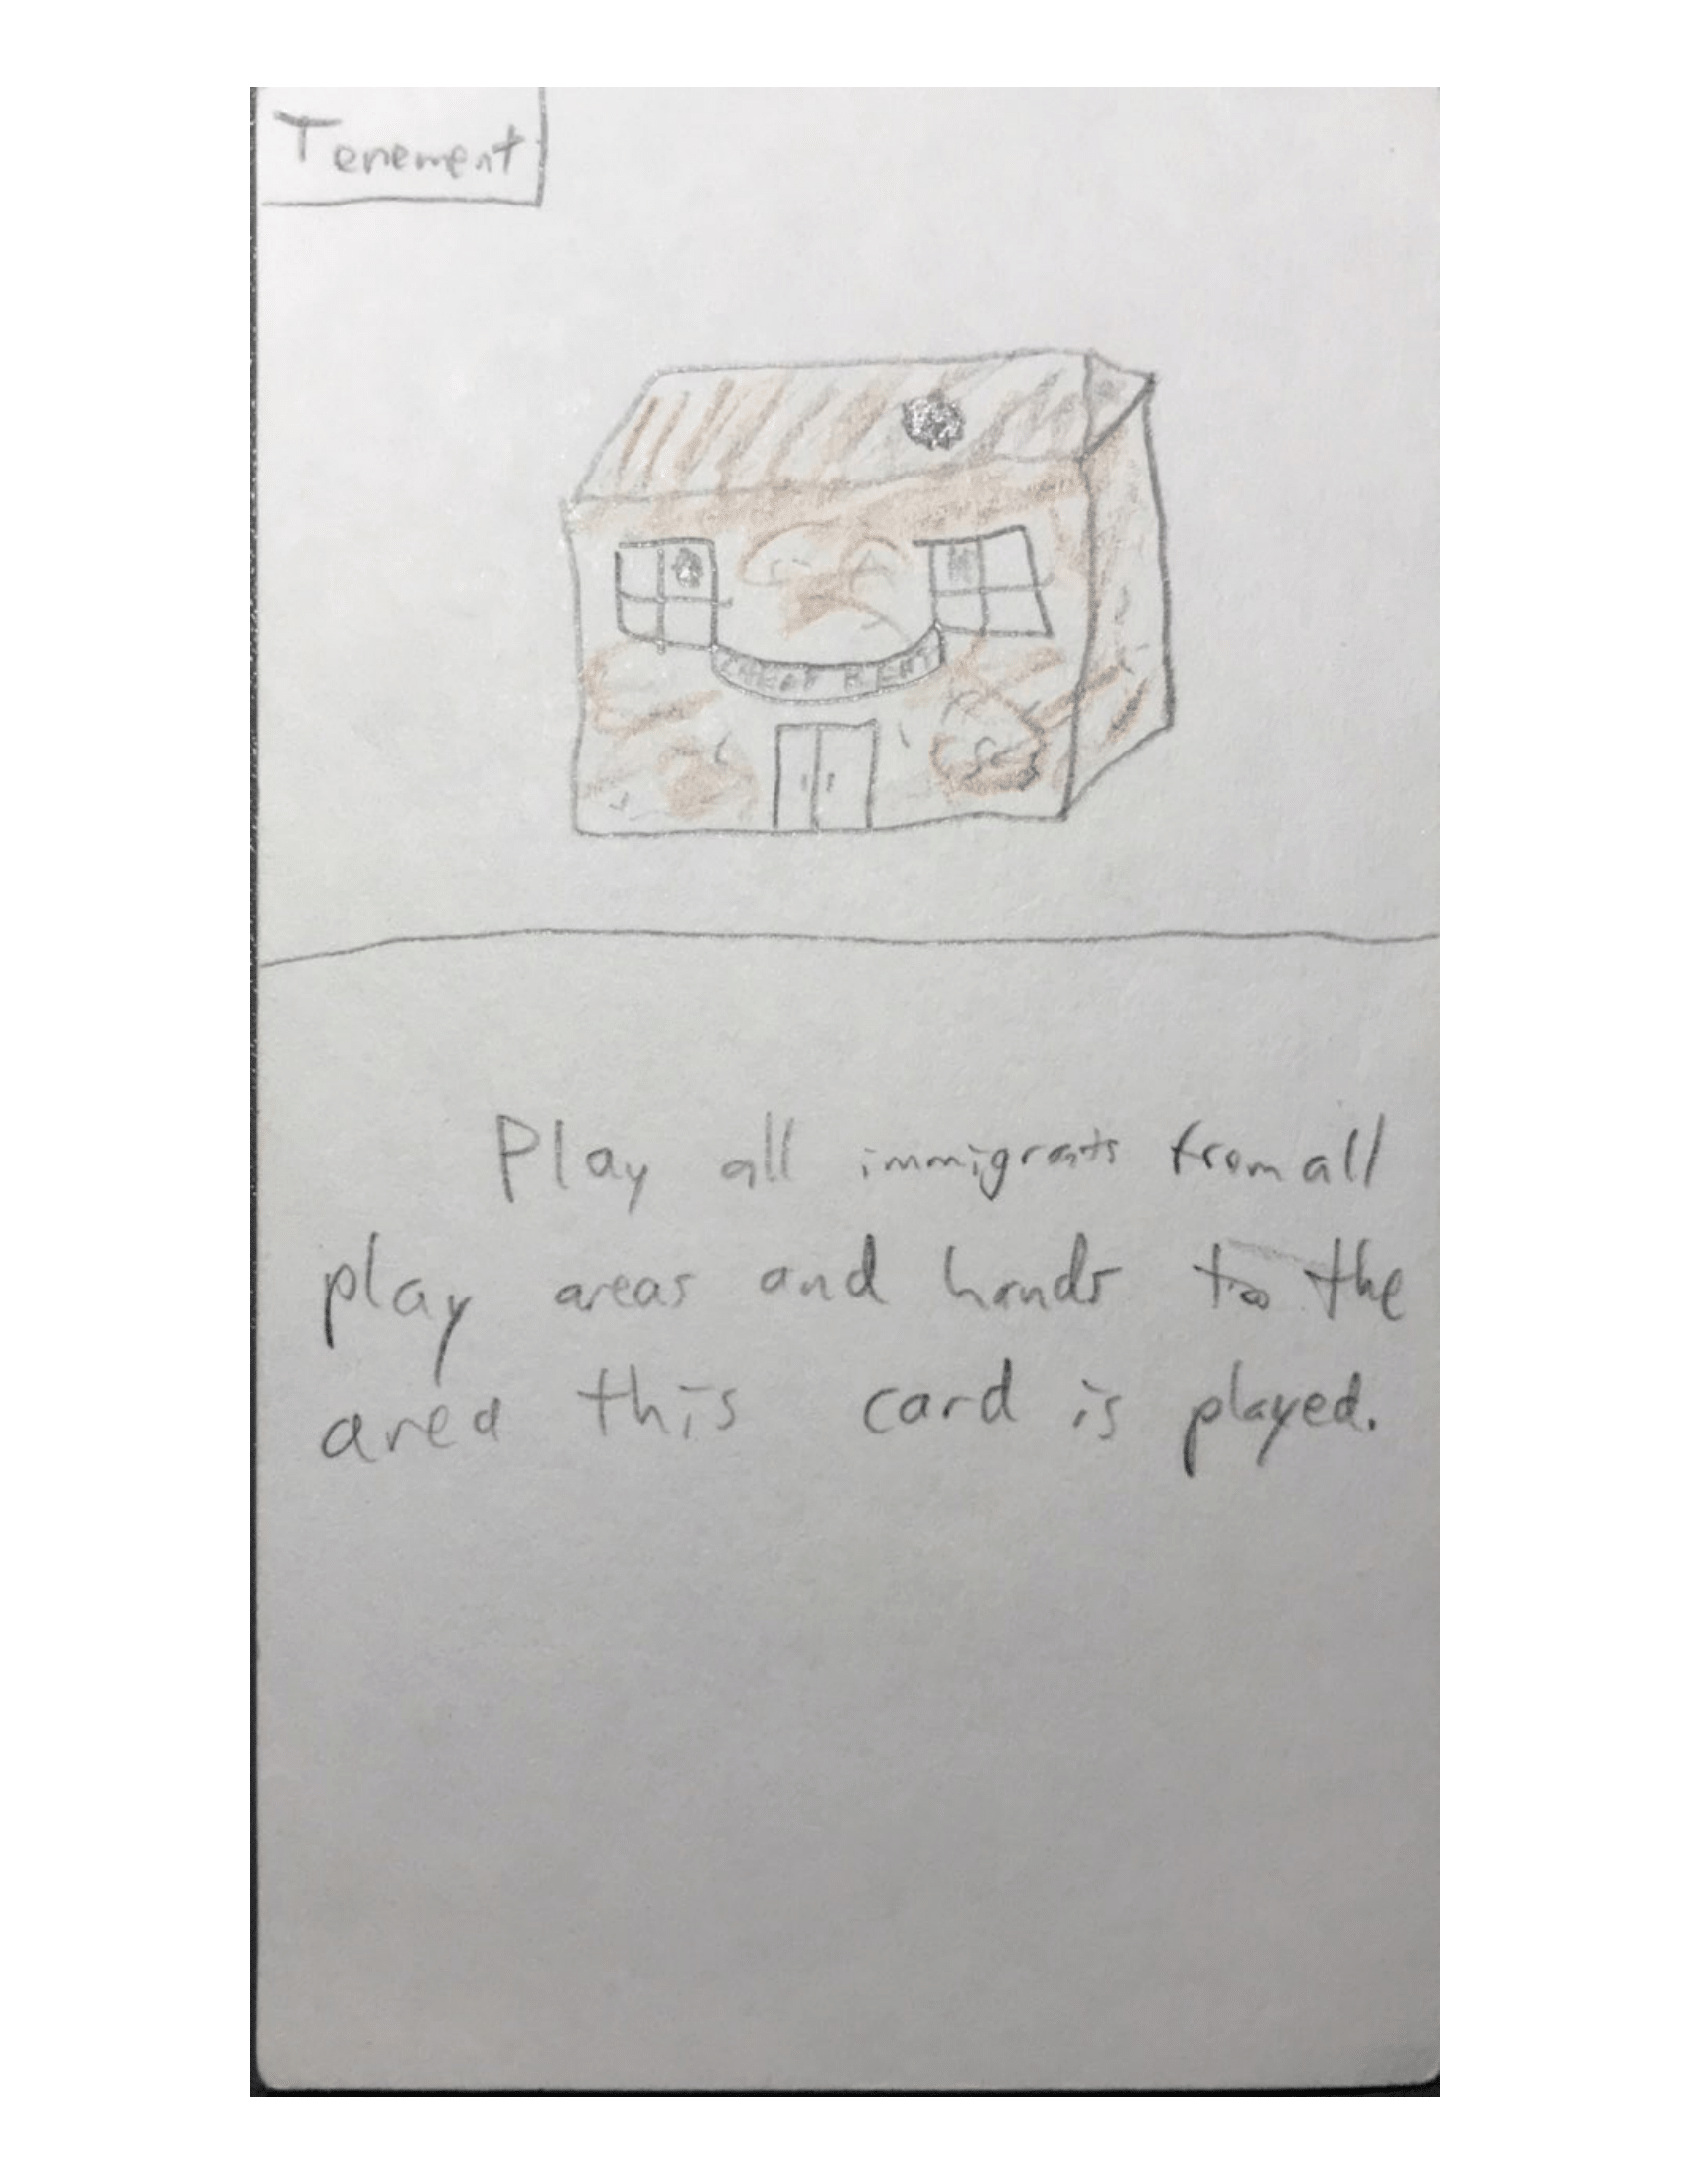 Tenement
CHEAP RENT
Play all immigrants from all
play areas and hands to the
area this card is played.